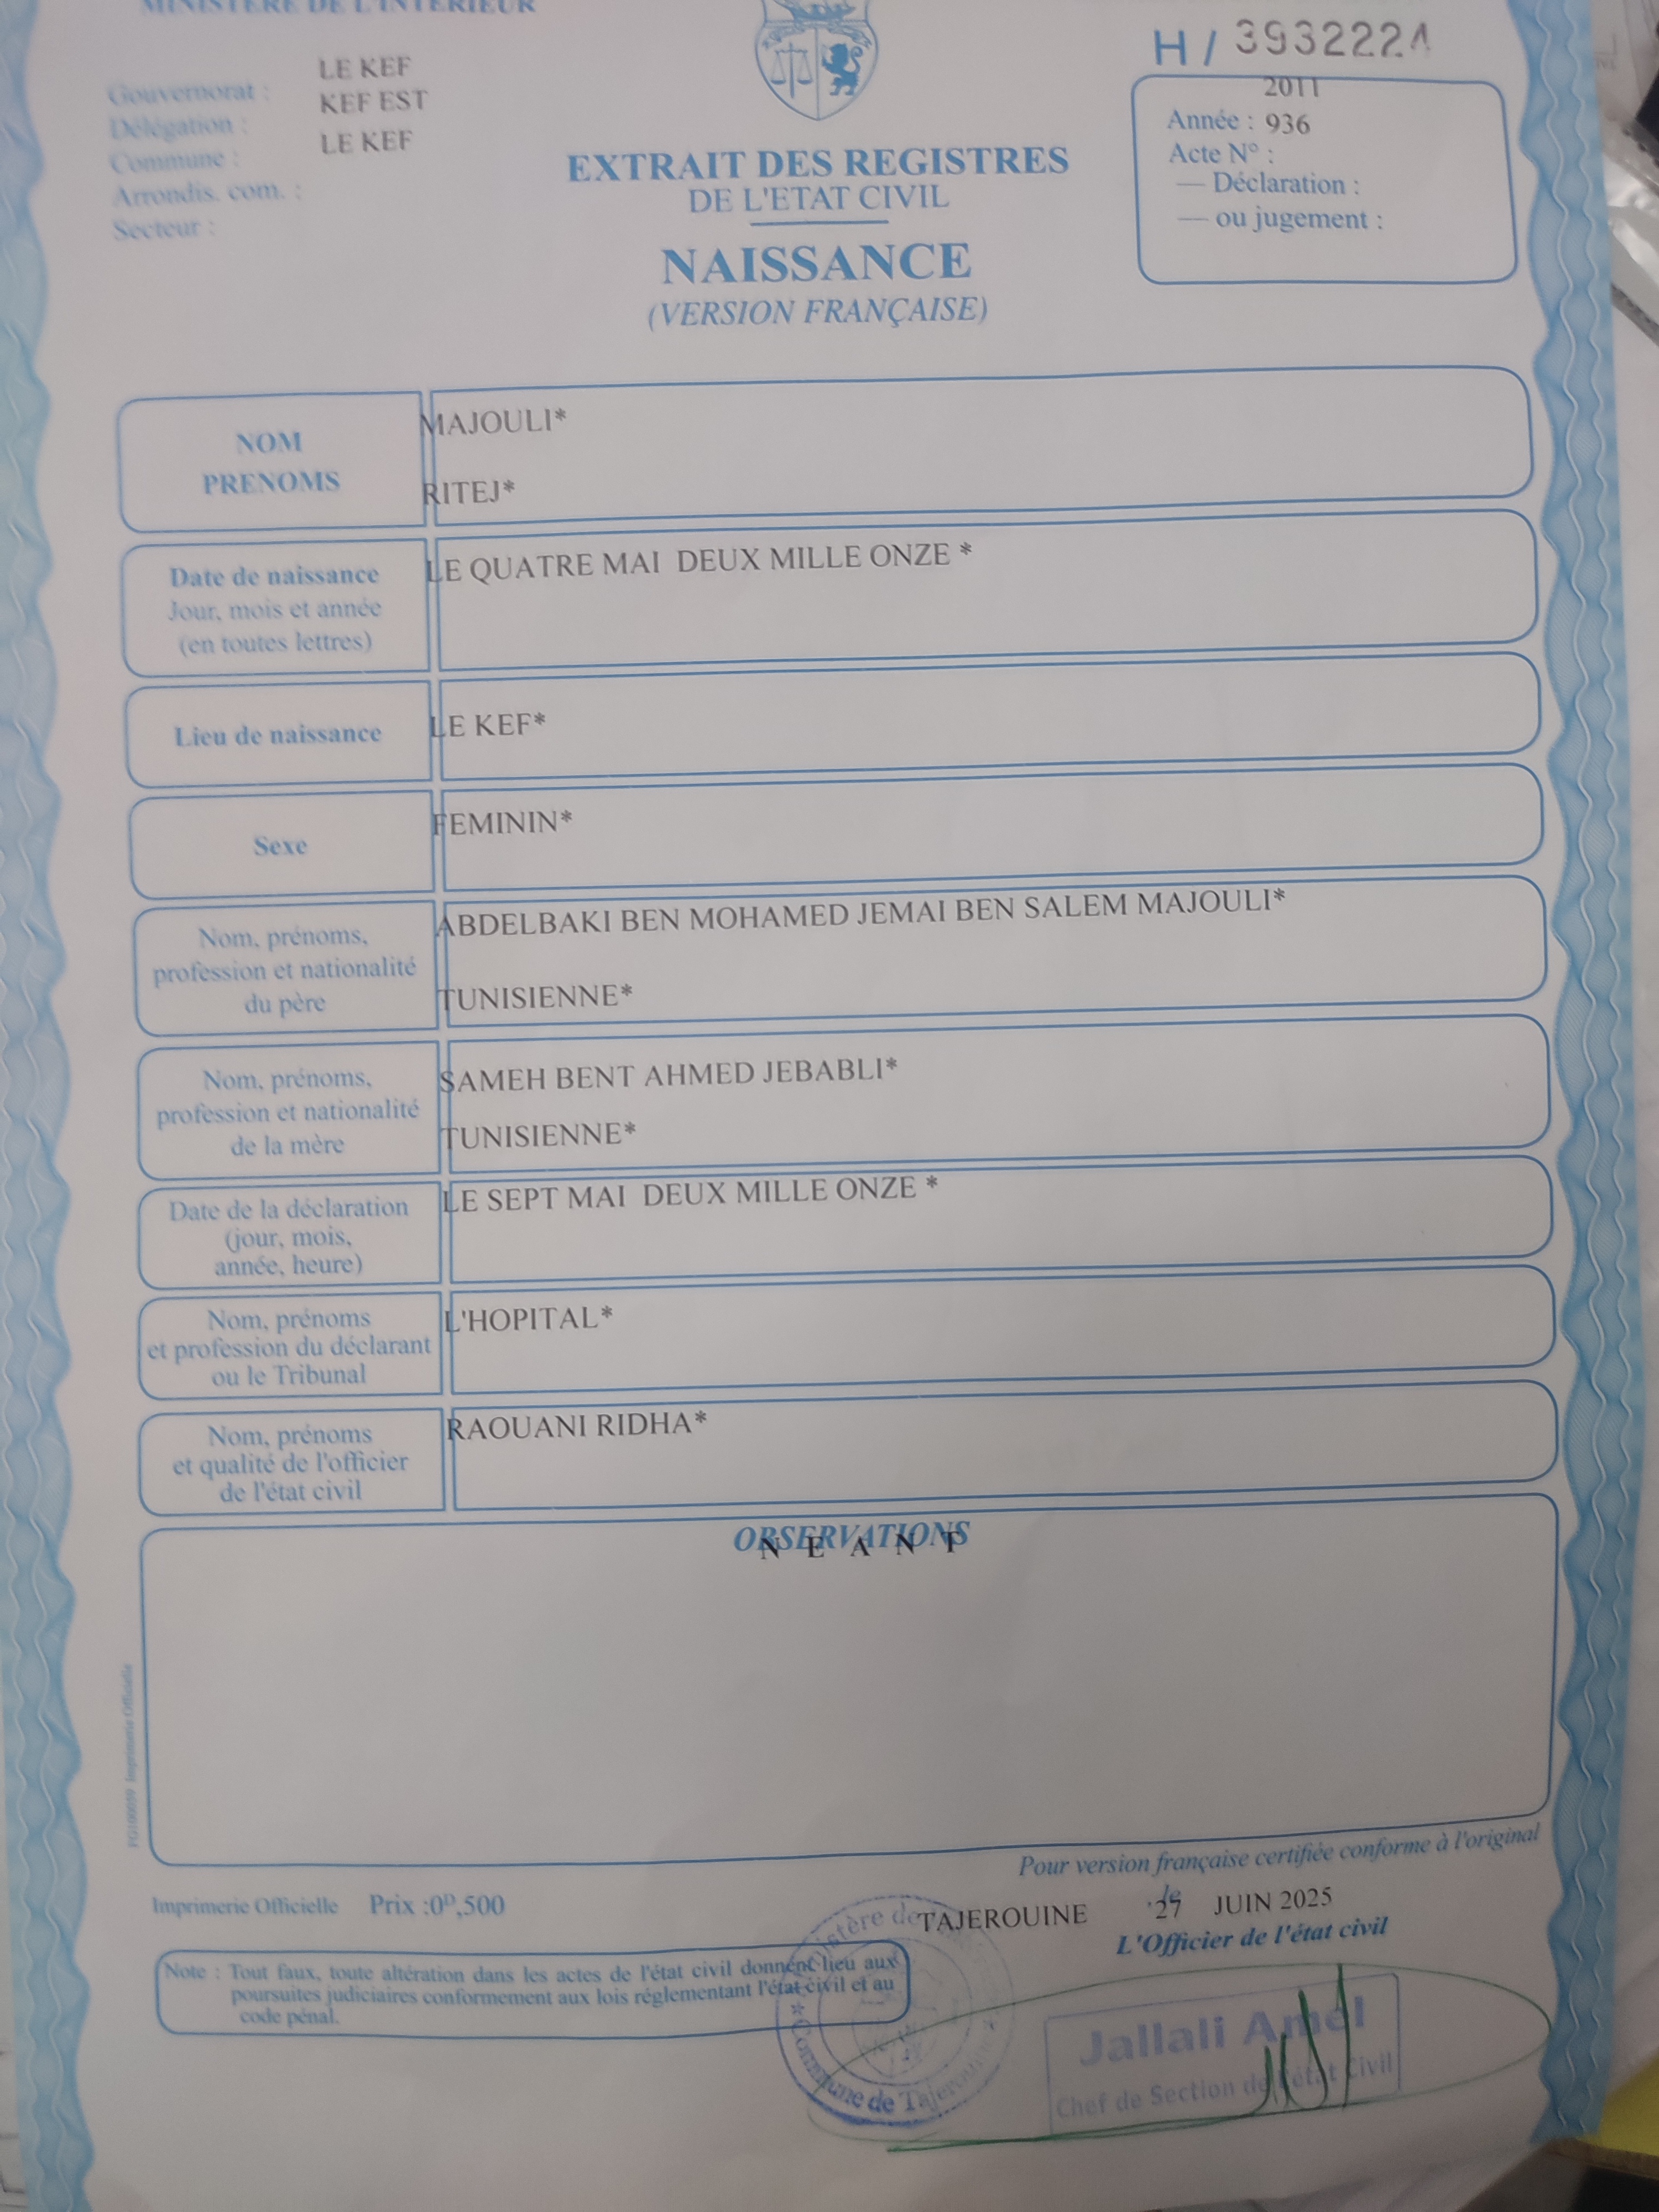 MINISTERE DE L'INTERIEUR
Gouvernorat : LE KEF
Délégation : KEF EST
Commune : LE KEF
Arrondis. com. :
Secteur :
EXTRAIT DES REGISTRES
DE L'ETAT CIVIL
NAISSANCE
(VERSION FRANÇAISE)
H / 3932224
2011
Année : 936
Acte N° :
— Déclaration :
— ou jugement :
NOM
PRENOMS
MAJOULI*
RITEJ*
Date de naissance
Jour, mois et année
(en toutes lettres)
LE QUATRE MAI DEUX MILLE ONZE *
Lieu de naissance
LE KEF*
Sexe
FEMININ*
Nom, prénoms,
profession et nationalité
du père
ABDELBAKI BEN MOHAMED JEMAI BEN SALEM MAJOULI*
TUNISIENNE*
Nom, prénoms,
profession et nationalité
de la mère
SAMEH BENT AHMED JEBABLI*
TUNISIENNE*
Date de la déclaration
(jour, mois,
année, heure)
LE SEPT MAI DEUX MILLE ONZE *
Nom, prénoms
et profession du déclarant
ou le Tribunal
L'HOPITAL*
Nom, prénoms
et qualité de l'officier
de l'état civil
RAOUANI RIDHA*
OBSERVATIONS
N E A N T
Imprimerie Officielle
Pour version française certifiée conforme à l'original
Imprimerie Officielle Prix :0ᴰ,500
TAJEROUINE le 27 JUIN 2025
L'Officier de l'état civil
Note : Tout faux, toute altération dans les actes de l'état civil donnent lieu aux
poursuites judiciaires conformement aux lois réglementant l'état civil et au
code pénal.
Commune de Tajerouine
Jallali Amel
Chef de Section de l'état Civil